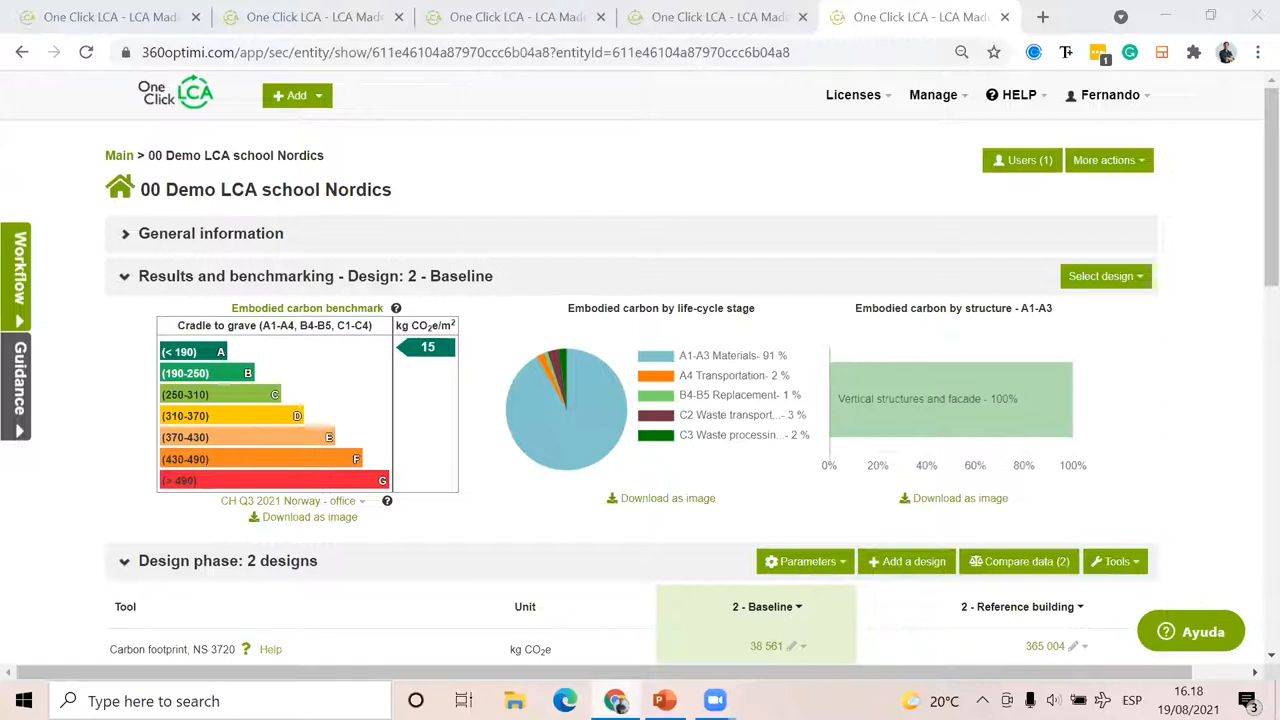 One Click LCA - LCA Mad
One Click LCA - LCA Made
One Click LCA - LCA Made
One Click LCA - LCA Made
One Click LCA - LCA Made
360optimi.com/app/sec/entity/show/611e46104a87970ccc6b04a8?entityId=611e46104a87970ccc6b04a8
1
One Click LCA
Add
Licenses
Manage
HELP
Fernando
Main > 00 Demo LCA school Nordics
Users (1)
More actions
00 Demo LCA school Nordics
Workflow
Guidance
General information
Results and benchmarking - Design: 2 - Baseline
Select design
Embodied carbon benchmark
Cradle to grave (A1-A4, B4-B5, C1-C4) kg CO2e/m²
(< 190) A 15
(190-250) B
(250-310) C
(310-370) D
(370-430) E
(430-490) F
(> 490) G
CH Q3 2021 Norway - office
Download as image
Embodied carbon by life-cycle stage
A1-A3 Materials- 91 %
A4 Transportation- 2 %
B4-B5 Replacement- 1 %
C2 Waste transport...- 3 %
C3 Waste processin...- 2 %
Download as image
Embodied carbon by structure - A1-A3
Vertical structures and facade - 100%
0% 20% 40% 60% 80% 100%
Download as image
Design phase: 2 designs
Parameters
Add a design
Compare data (2)
Tools
Tool Unit 2 - Baseline 2 - Reference building
Carbon footprint, NS 3720 ? Help kg CO2e 38 561 365 004
Ayuda
Type here to search
20°C
ESP
16.18
19/08/2021
3